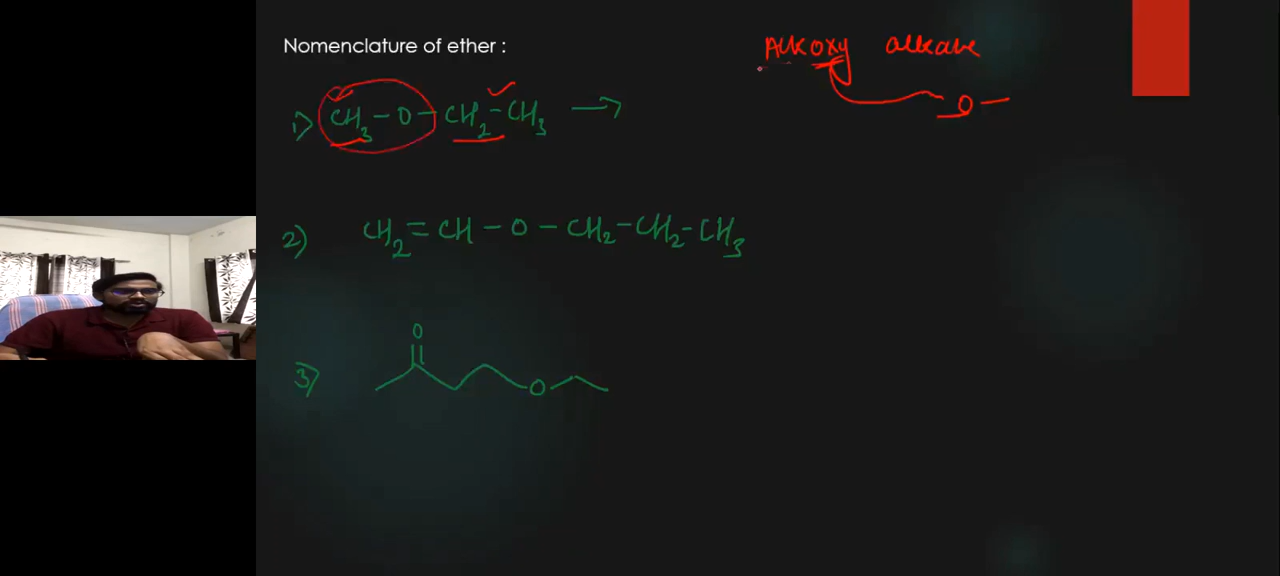 Nomenclature of ether :
Alkoxy alkane
O –
1) CH₃ – O – CH₂ – CH₃ →
2) CH₂ = CH – O – CH₂ – CH₂ – CH₃
3)
O
O